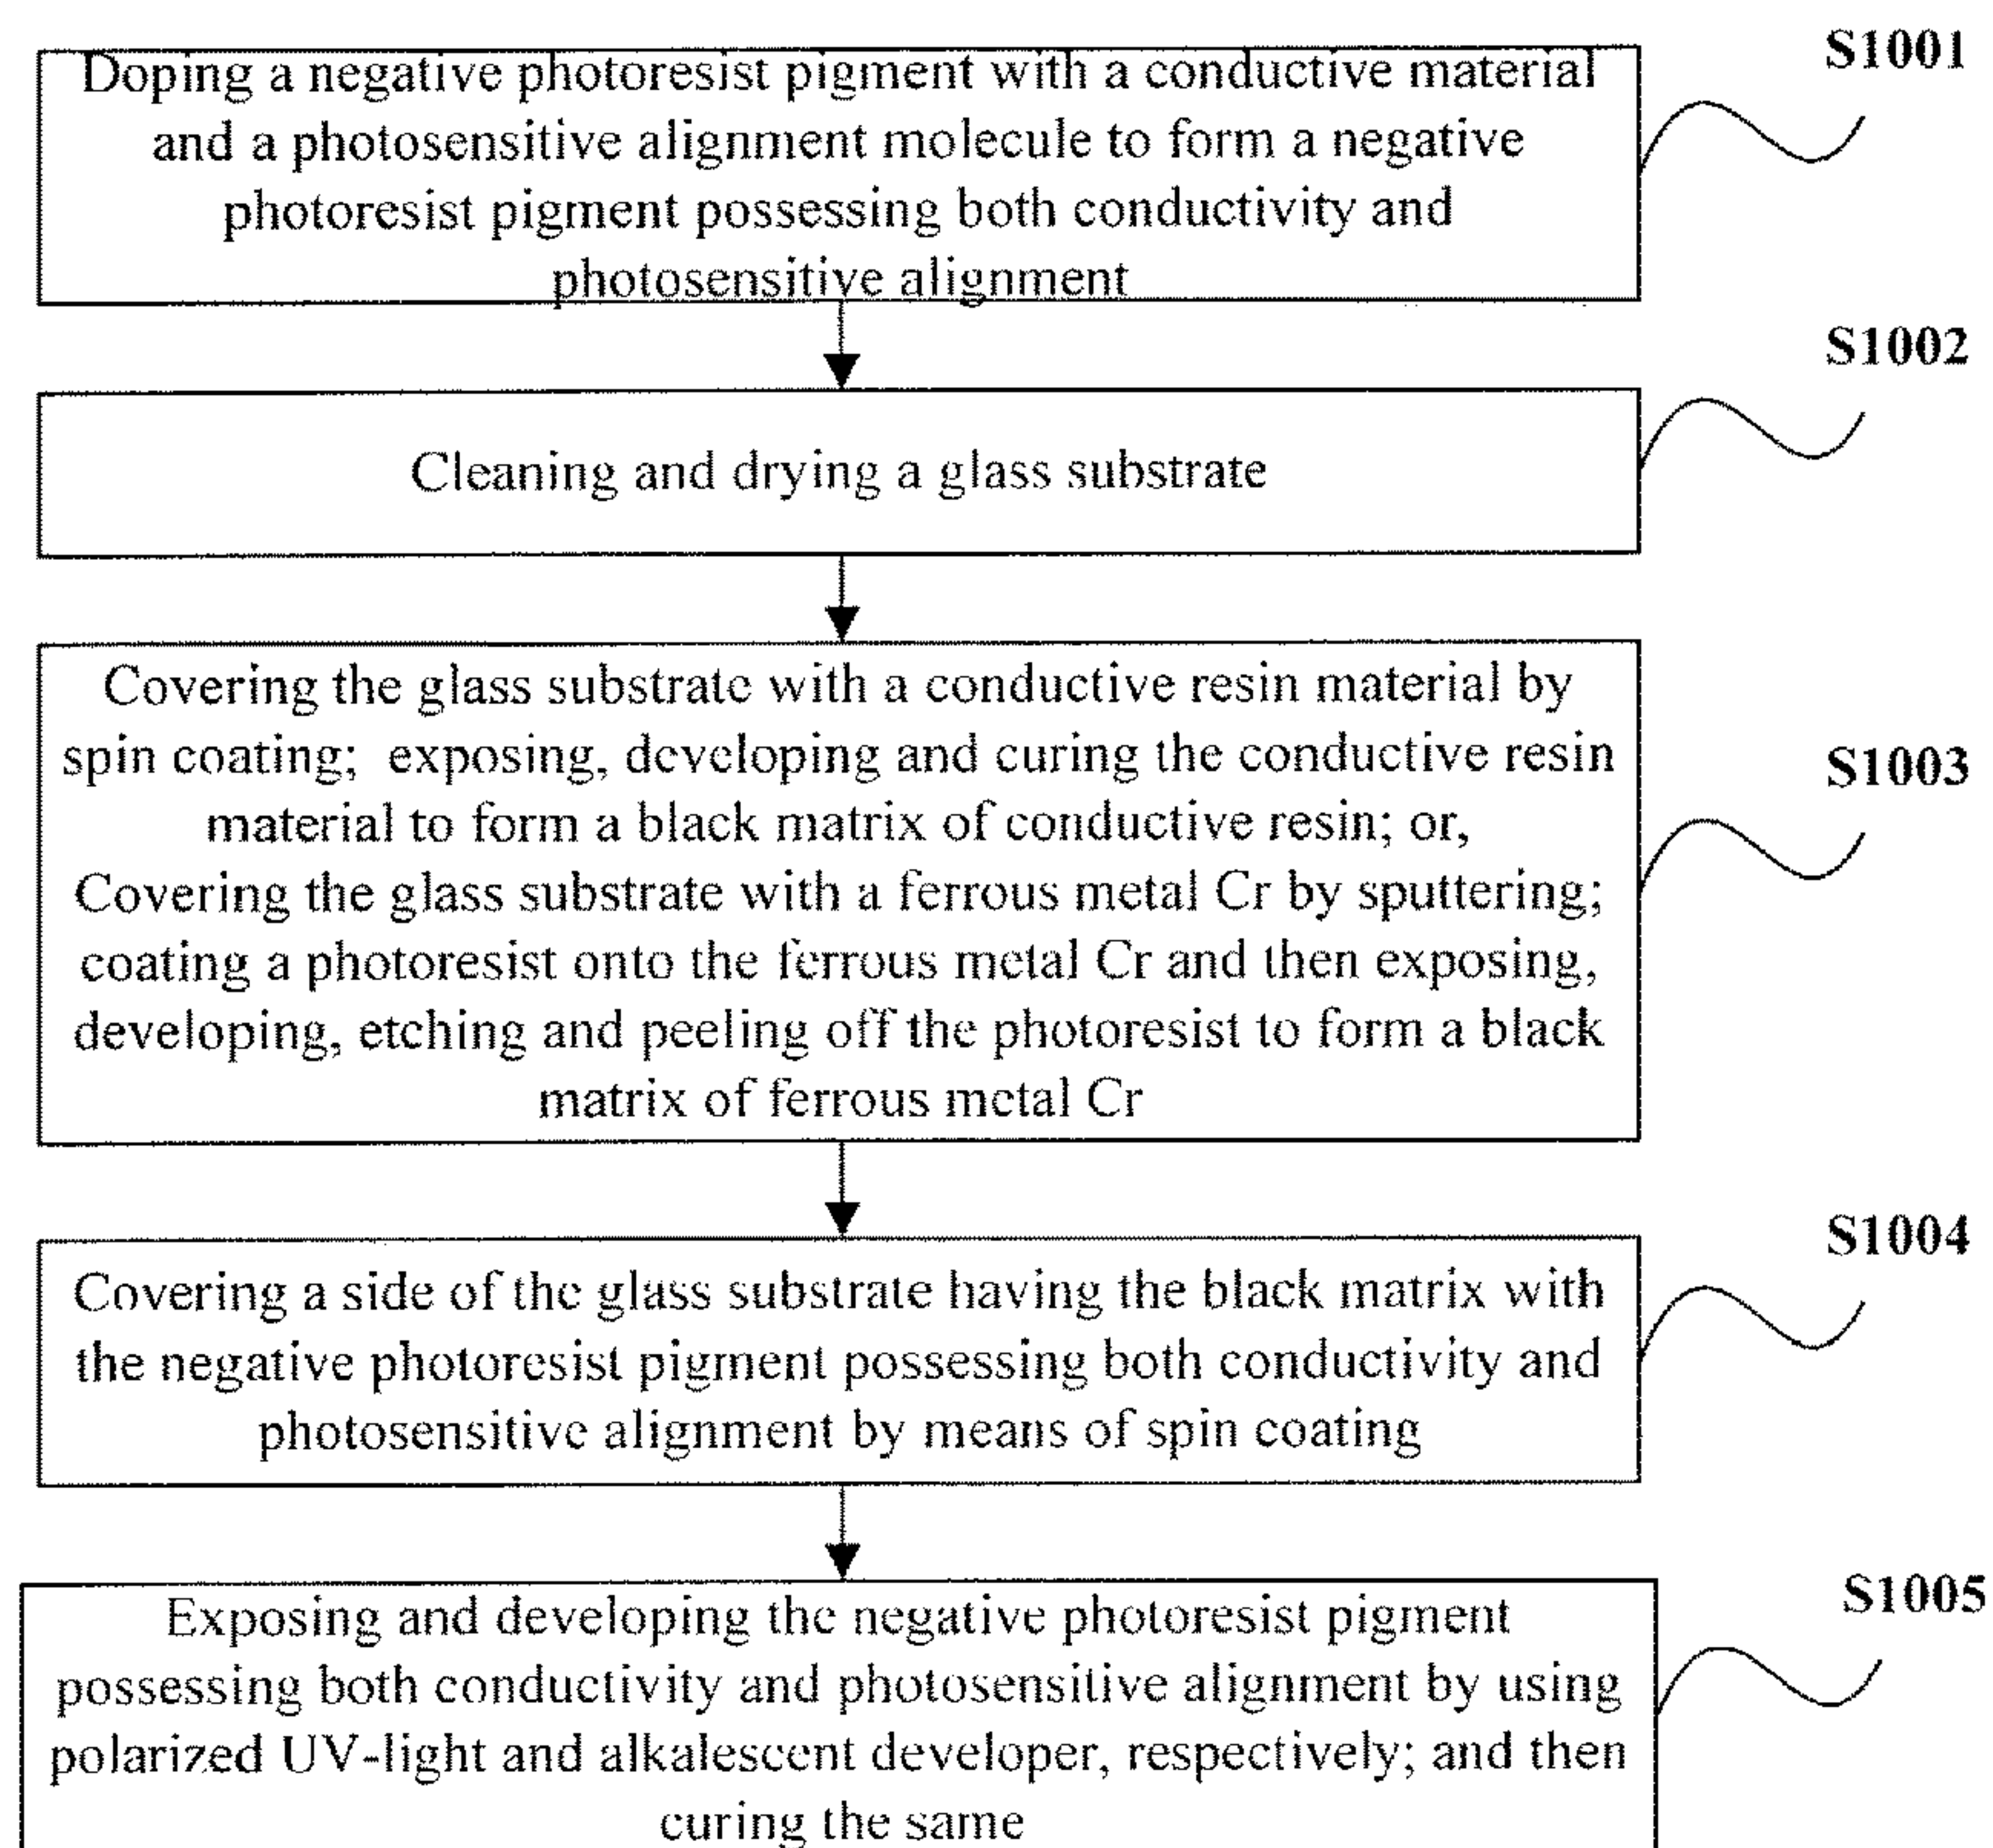 S1001
Doping a negative photoresist pigment with a conductive material
and a photosensitive alignment molecule to form a negative
photoresist pigment possessing both conductivity and
photosensitive alignment
S1002
Cleaning and drying a glass substrate
S1003
Covering the glass substrate with a conductive resin material by
spin coating; exposing, developing and curing the conductive resin
material to form a black matrix of conductive resin; or,
Covering the glass substrate with a ferrous metal Cr by sputtering;
coating a photoresist onto the ferrous metal Cr and then exposing,
developing, etching and peeling off the photoresist to form a black
matrix of ferrous metal Cr
S1004
Covering a side of the glass substrate having the black matrix with
the negative photoresist pigment possessing both conductivity and
photosensitive alignment by means of spin coating
S1005
Exposing and developing the negative photoresist pigment
possessing both conductivity and photosensitive alignment by using
polarized UV-light and alkalescent developer, respectively; and then
curing the same